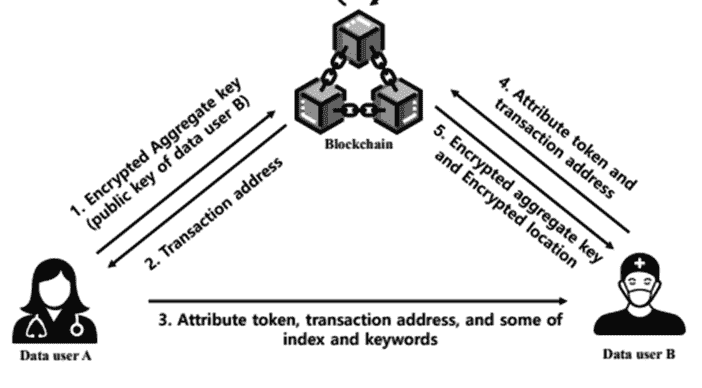 1. Encrypted Aggregate key
(public key of data user B)
2. Transaction address
Blockchain
4. Attribute token and
transaction address
5. Encrypted aggregate key
and Encrypted location
3. Attribute token, transaction address, and some of
index and keywords
Data user A
Data user B